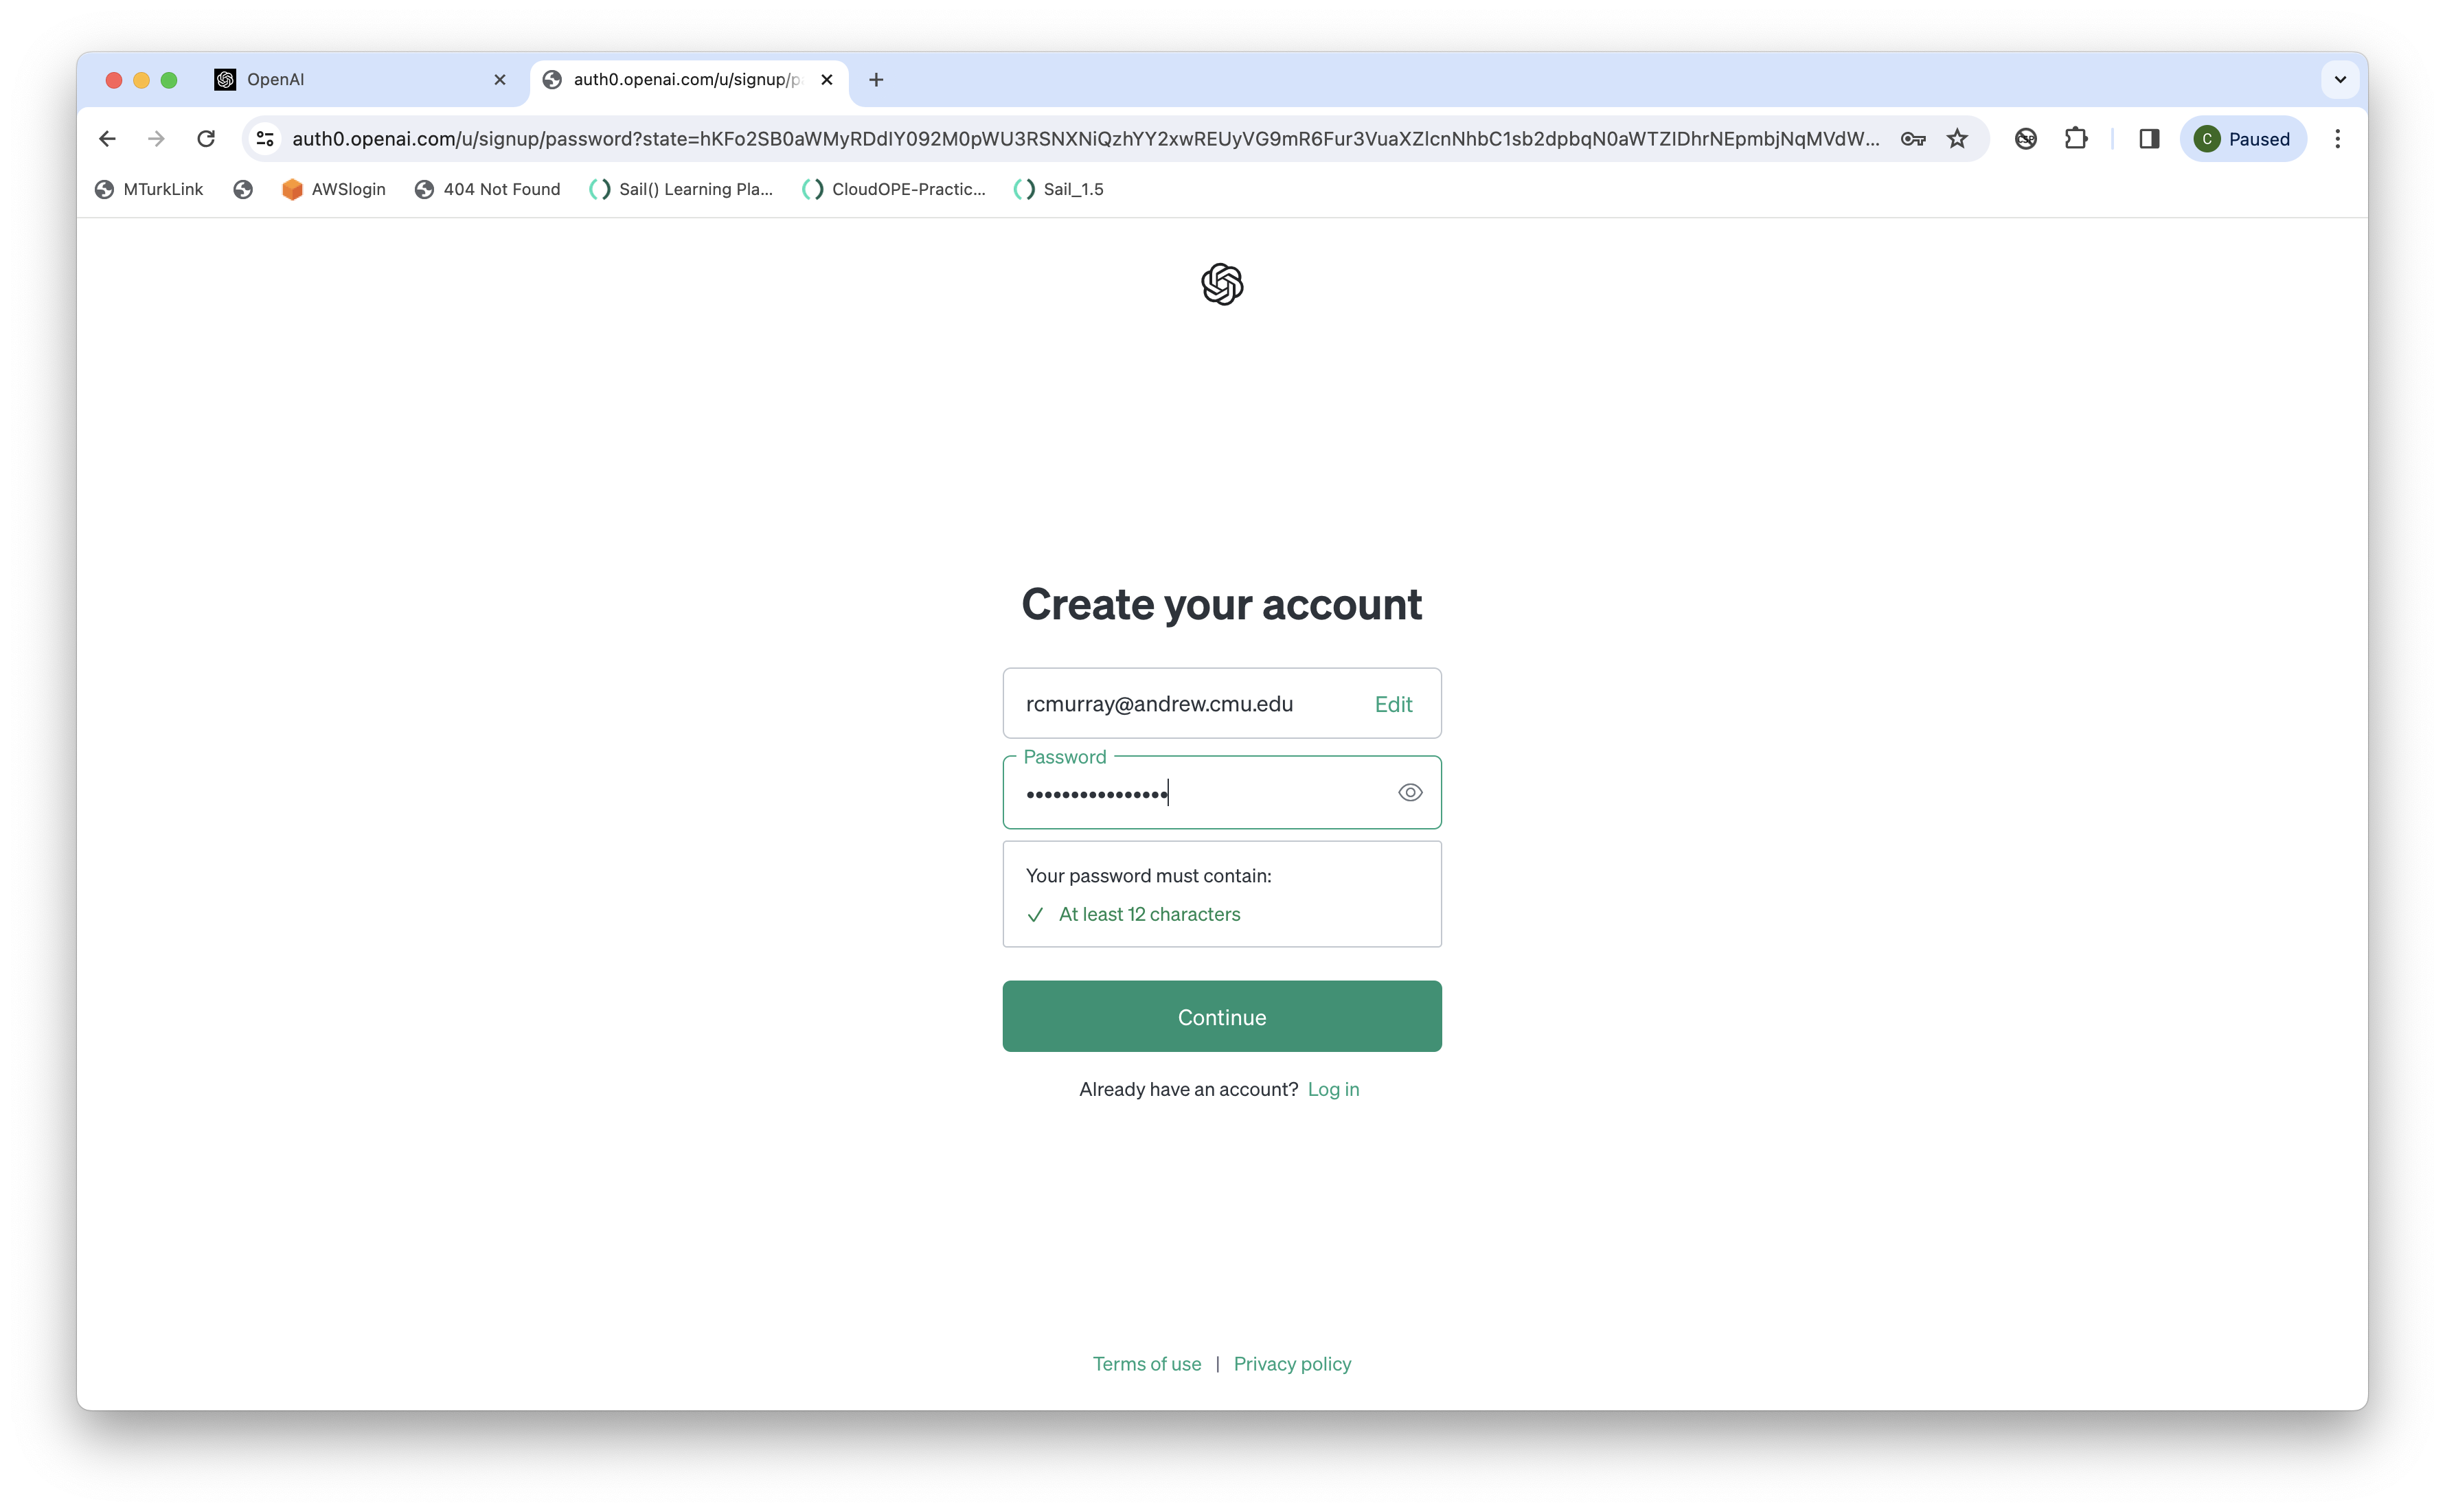 OpenAI
auth0.openai.com/u/signup/p
auth0.openai.com/u/signup/password?state=hKFo2SB0aWMyRDdIY092M0pWU3RSNXNiQzhYY2xwREUyVG9mR6Fur3VuaXZlcnNhbC1sb2dpbqN0aWTZIDhrNEpmbjNqMVdW...
C Paused
MTurkLink
AWSlogin
404 Not Found
Sail() Learning Pla...
CloudOPE-Practic...
Sail_1.5
Create your account
rcmurray@andrew.cmu.edu Edit
Password
••••••••••••••••
Your password must contain:
At least 12 characters
Continue
Already have an account? Log in
Terms of use | Privacy policy